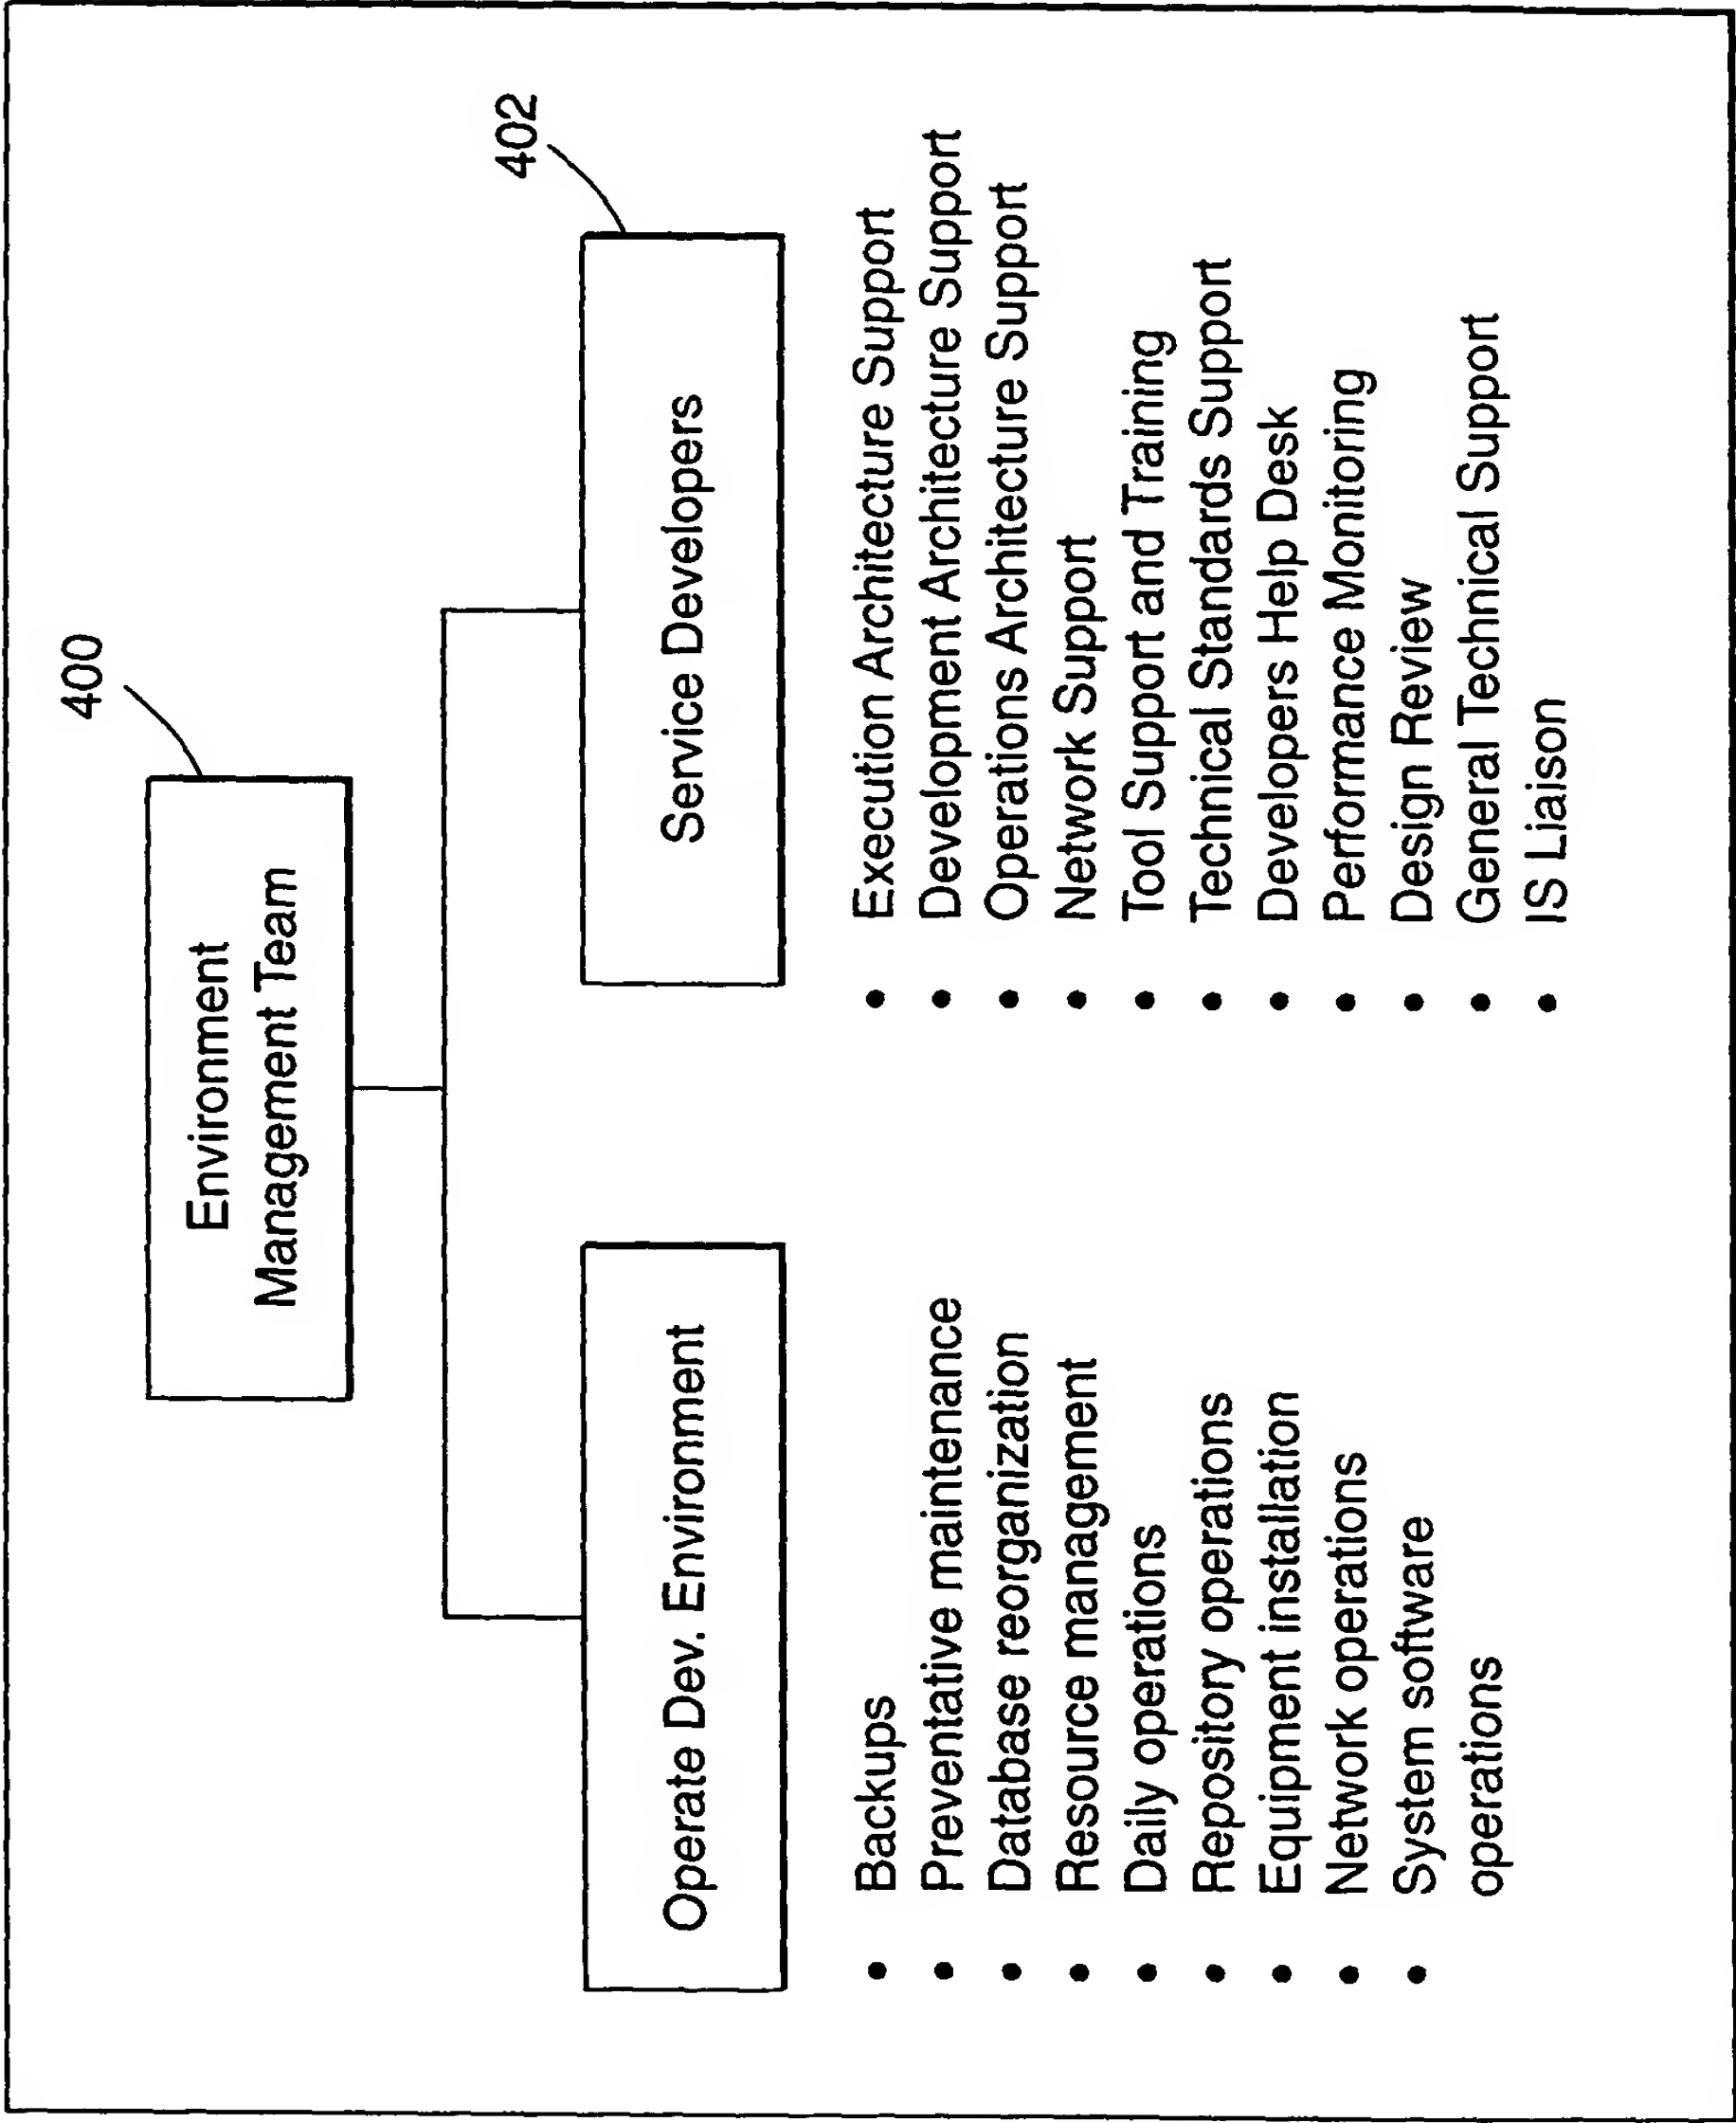 400
Environment
Management Team
402
Operate Dev. Environment
Service Developers
• Backups
• Preventative maintenance
• Database reorganization
• Resource management
• Daily operations
• Repository operations
• Equipment installation
• Network operations
• System software
operations
• Execution Architecture Support
• Development Architecture Support
• Operations Architecture Support
• Network Support
• Tool Support and Training
• Technical Standards Support
• Developers Help Desk
• Performance Monitoring
• Design Review
• General Technical Support
• IS Liaison